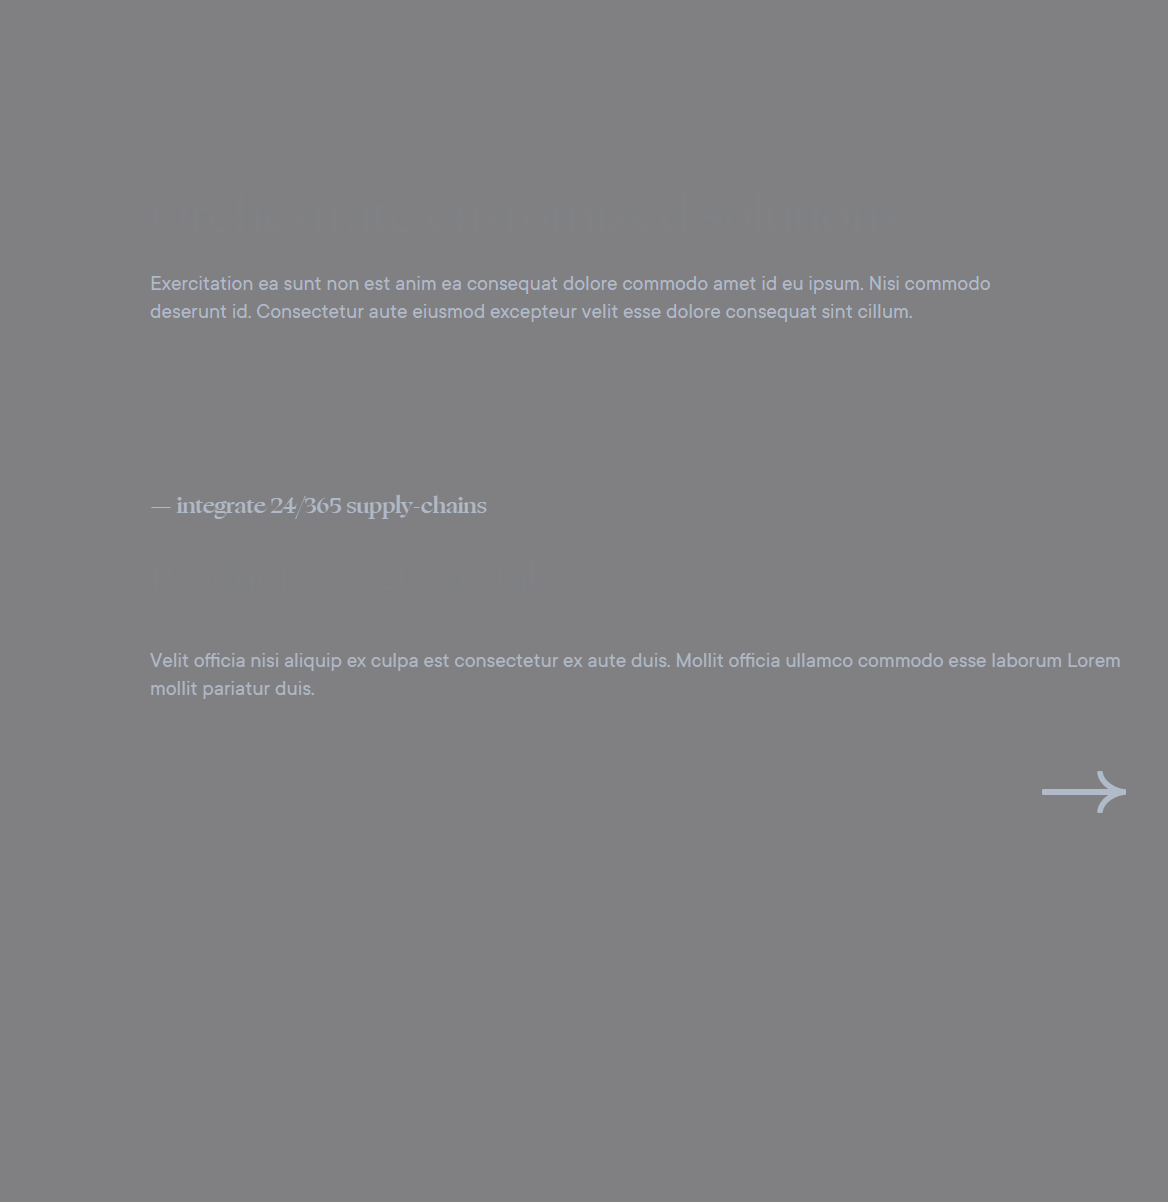 Exercitation ea sunt non est anim ea consequat dolore commodo amet id eu ipsum. Nisi commodo
deserunt id. Consectetur aute eiusmod excepteur velit esse dolore consequat sint cillum.
— integrate 24/365 supply-chains
Velit officia nisi aliquip ex culpa est consectetur ex aute duis. Mollit officia ullamco commodo esse laborum Lorem
mollit pariatur duis.